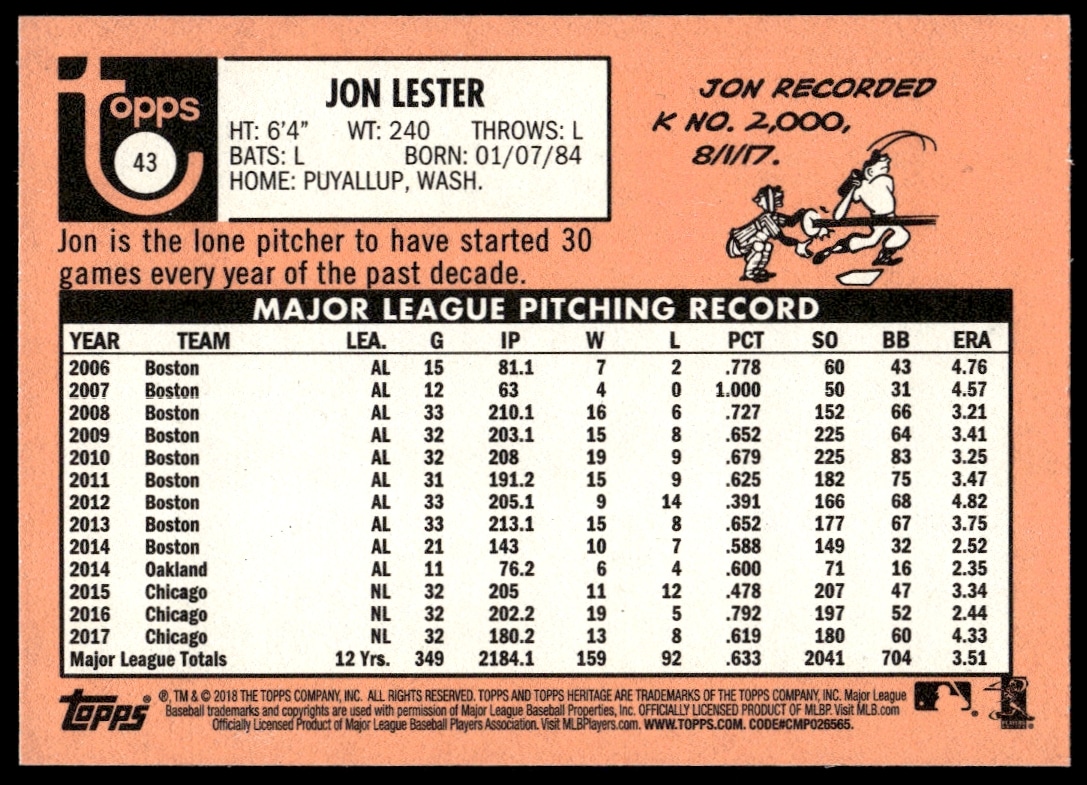 topps
43
JON LESTER
HT: 6'4" WT: 240 THROWS: L
BATS: L BORN: 01/07/84
HOME: PUYALLUP, WASH.
JON RECORDED
K NO. 2,000,
8/1/17.
Jon is the lone pitcher to have started 30
games every year of the past decade.
MAJOR LEAGUE PITCHING RECORD
YEAR TEAM LEA. G IP W L PCT SO BB ERA
2006 Boston AL 15 81.1 7 2 .778 60 43 4.76
2007 Boston AL 12 63 4 0 1.000 50 31 4.57
2008 Boston AL 33 210.1 16 6 .727 152 66 3.21
2009 Boston AL 32 203.1 15 8 .652 225 64 3.41
2010 Boston AL 32 208 19 9 .679 225 83 3.25
2011 Boston AL 31 191.2 15 9 .625 182 75 3.47
2012 Boston AL 33 205.1 9 14 .391 166 68 4.82
2013 Boston AL 33 213.1 15 8 .652 177 67 3.75
2014 Boston AL 21 143 10 7 .588 149 32 2.52
2014 Oakland AL 11 76.2 6 4 .600 71 16 2.35
2015 Chicago NL 32 205 11 12 .478 207 47 3.34
2016 Chicago NL 32 202.2 19 5 .792 197 52 2.44
2017 Chicago NL 32 180.2 13 8 .619 180 60 4.33
Major League Totals 12 Yrs. 349 2184.1 159 92 .633 2041 704 3.51
topps ®, TM & © 2018 THE TOPPS COMPANY, INC. ALL RIGHTS RESERVED. TOPPS AND TOPPS HERITAGE ARE TRADEMARKS OF THE TOPPS COMPANY, INC. Major League
Baseball trademarks and copyrights are used with permission of Major League Baseball Properties, Inc. OFFICIALLY LICENSED PRODUCT OF MLBP. Visit MLB.com
Officially Licensed Product of Major League Baseball Players Association. Visit MLBPlayers.com. WWW.TOPPS.COM. CODE#CMP026565.